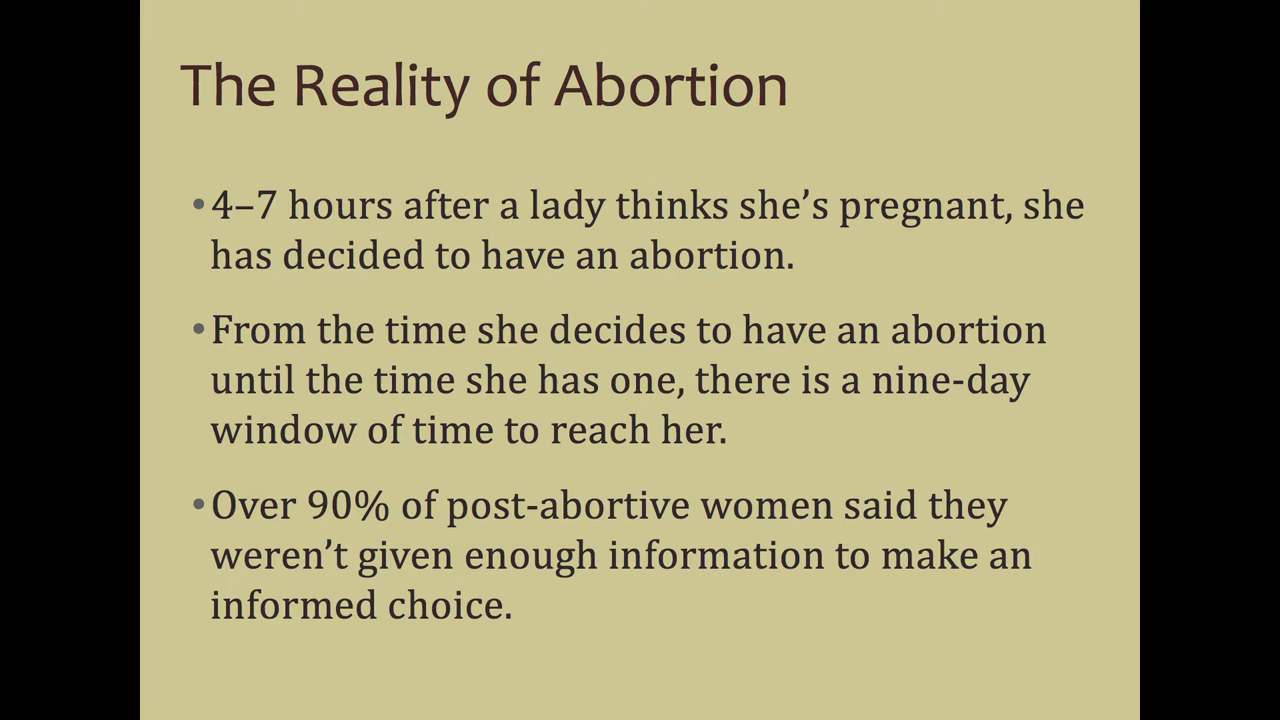 The Reality of Abortion
•4–7 hours after a lady thinks she’s pregnant, she
has decided to have an abortion.
•From the time she decides to have an abortion
until the time she has one, there is a nine-day
window of time to reach her.
•Over 90% of post-abortive women said they
weren’t given enough information to make an
informed choice.